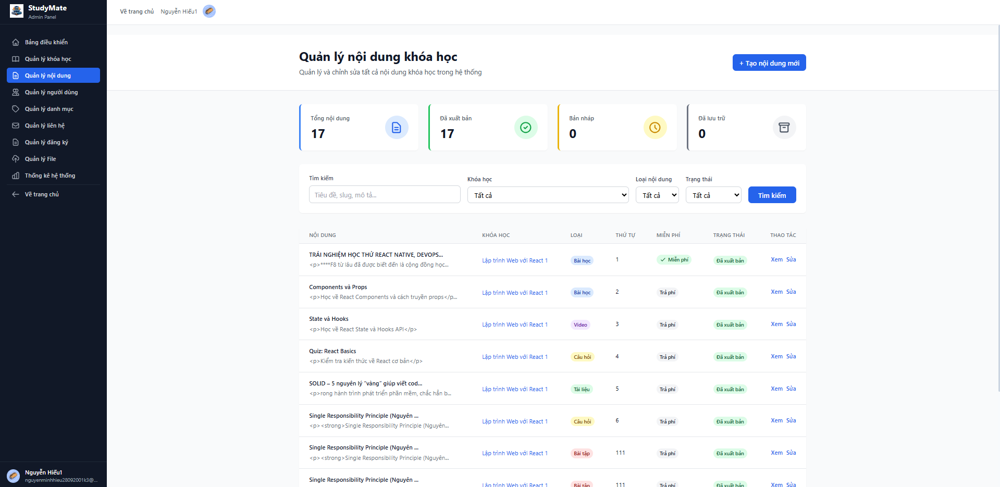 StudyMate
Admin Panel
Bảng điều khiển
Quản lý khóa học
Quản lý nội dung
Quản lý người dùng
Quản lý danh mục
Quản lý liên hệ
Quản lý đăng ký
Quản lý File
Thống kê hệ thống
Về trang chủ
Nguyễn Hiếu1
nguyenminhhieu28092001k3@...
Về trang chủ Nguyễn Hiếu1
Quản lý nội dung khóa học
Quản lý và chỉnh sửa tất cả nội dung khóa học trong hệ thống
+ Tạo nội dung mới
Tổng nội dung
17
Đã xuất bản
17
Bản nháp
0
Đã lưu trữ
0
Tìm kiếm
Tiêu đề, slug, mô tả...
Khóa học
Tất cả
Loại nội dung
Tất cả
Trạng thái
Tất cả
Tìm kiếm
NỘI DUNG KHÓA HỌC LOẠI THỨ TỰ MIỄN PHÍ TRẠNG THÁI THAO TÁC
TRẢI NGHIỆM HỌC THỬ REACT NATIVE, DEVOPS...
<p>****F8 từ lâu đã được biết đến là cộng đồng học...
Lập trình Web với React 1 Bài học 1 Miễn phí Đã xuất bản Xem Sửa
Components và Props
<p>Học về React Components và cách truyền props</p...
Lập trình Web với React 1 Bài học 2 Trả phí Đã xuất bản Xem Sửa
State và Hooks
<p>Học về React State và Hooks API</p>
Lập trình Web với React 1 Video 3 Trả phí Đã xuất bản Xem Sửa
Quiz: React Basics
<p>Kiểm tra kiến thức về React cơ bản</p>
Lập trình Web với React 1 Câu hỏi 4 Trả phí Đã xuất bản Xem Sửa
SOLID – 5 nguyên lý “vàng” giúp viết cod...
<p>rong hành trình phát triển phần mềm, chắc hẳn b...
Lập trình Web với React 1 Tài liệu 5 Trả phí Đã xuất bản Xem Sửa
Single Responsibility Principle (Nguyên ...
<p><strong>Single Responsibility Principle (Nguyên...
Lập trình Web với React 1 Câu hỏi 6 Trả phí Đã xuất bản Xem Sửa
Single Responsibility Principle (Nguyên ...
<p><strong>Single Responsibility Principle (Nguyên...
Lập trình Web với React 1 Bài tập 111 Trả phí Đã xuất bản Xem Sửa
Single Responsibility Principle (Nguyên ...
Lập trình Web với React 1 Bài tập 111 Trả phí Đã xuất bản Xem Sửa